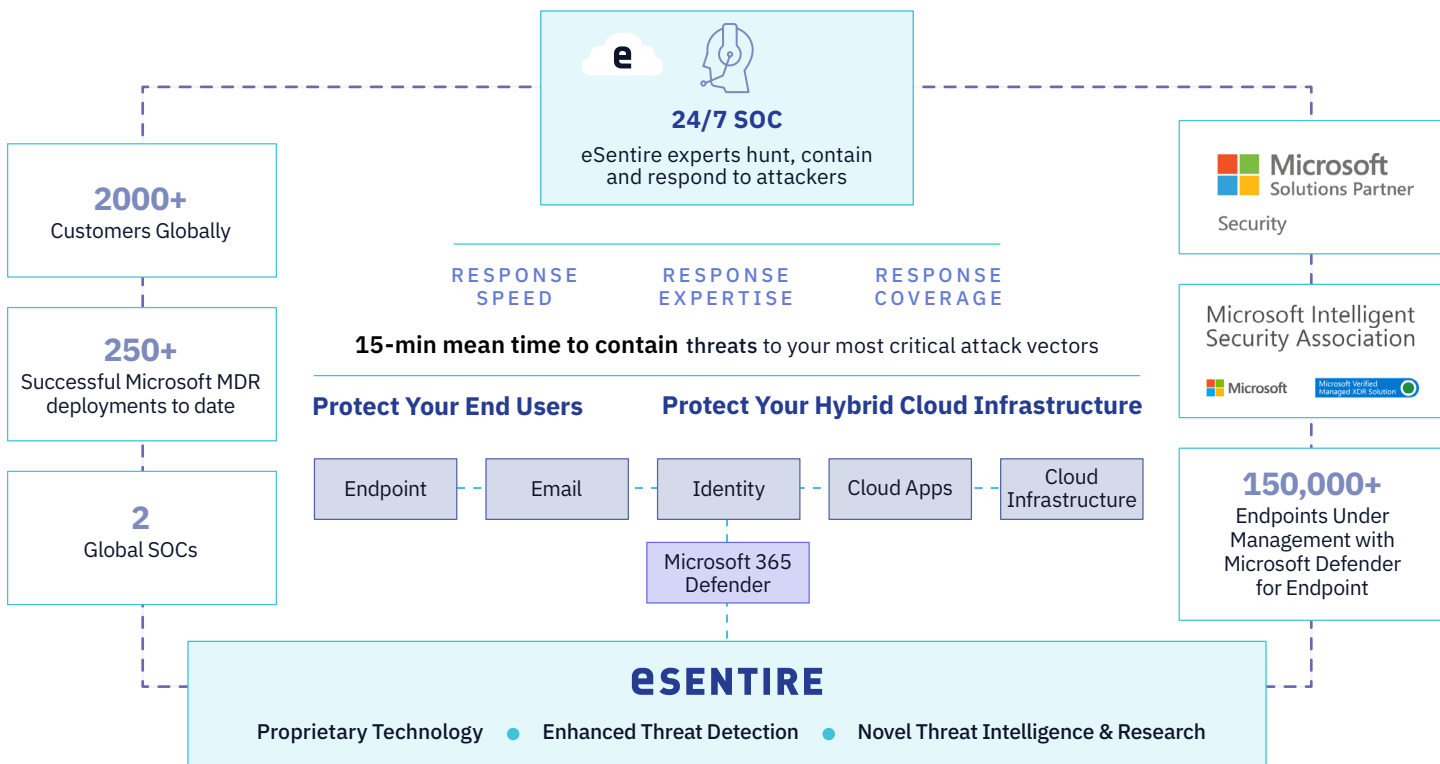 e
24/7 SOC
eSentire experts hunt, contain
and respond to attackers
2000+
Customers Globally
250+
Successful Microsoft MDR
deployments to date
2
Global SOCs
RESPONSE
SPEED
RESPONSE
EXPERTISE
RESPONSE
COVERAGE
15-min mean time to contain threats to your most critical attack vectors
Protect Your End Users
Protect Your Hybrid Cloud Infrastructure
Endpoint
Email
Identity
Cloud Apps
Cloud
Infrastructure
Microsoft 365
Defender
Microsoft
Solutions Partner
Security
Microsoft Intelligent
Security Association
Microsoft
Microsoft Verified
Managed XDR Solution
150,000+
Endpoints Under
Management with
Microsoft Defender
for Endpoint
eSENTIRE
Proprietary Technology ● Enhanced Threat Detection ● Novel Threat Intelligence & Research